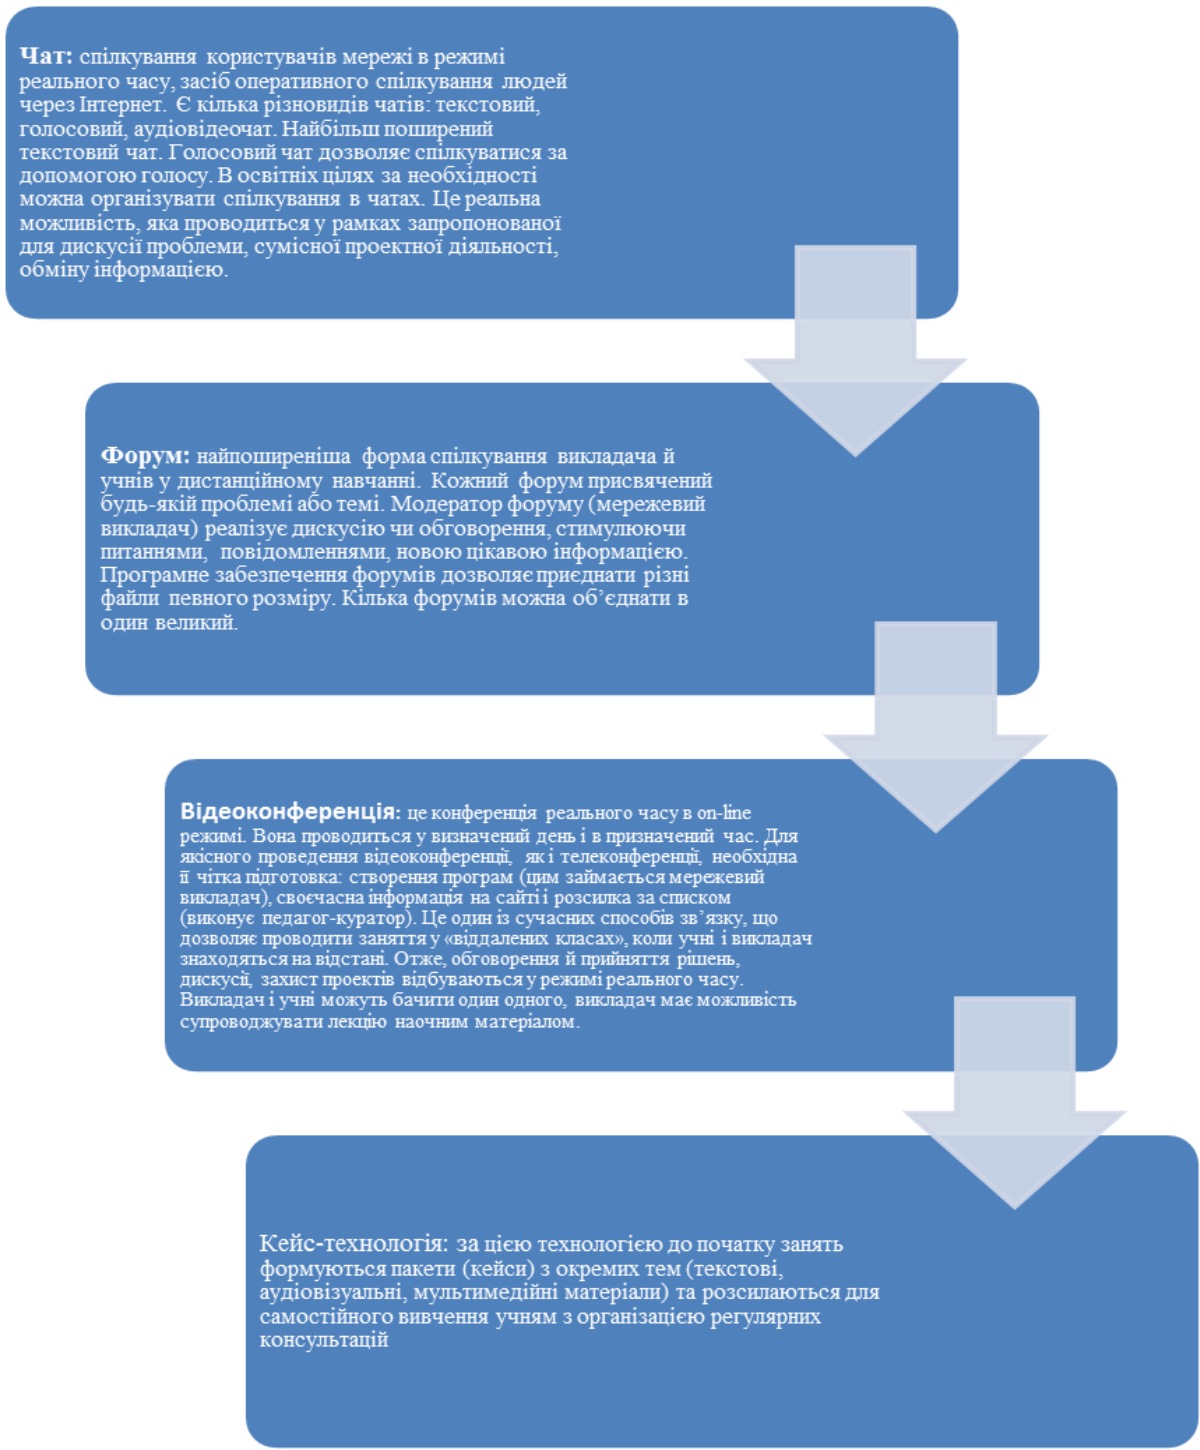 Чат: спілкування користувачів мережі в режимі
реального часу, засіб оперативного спілкування людей
через Інтернет. Є кілька різновидів чатів: текстовий,
голосовий, аудіовідеочат. Найбільш поширений
текстовий чат. Голосовий чат дозволяє спілкуватися за
допомогою голосу. В освітніх цілях за необхідності
можна організувати спілкування в чатах. Це реальна
можливість, яка проводиться у рамках запропонованої
для дискусії проблеми, сумісної проектної діяльності,
обміну інформацією.
Форум: найпоширеніша форма спілкування викладача й
учнів у дистанційному навчанні. Кожний форум присвячений
будь-якій проблемі або темі. Модератор форуму (мережевий
викладач) реалізує дискусію чи обговорення, стимулюючи
питаннями, повідомленнями, новою цікавою інформацією.
Програмне забезпечення форумів дозволяє приєднати різні
файли певного розміру. Кілька форумів можна об’єднати в
один великий.
Відеоконференція: це конференція реального часу в on-line
режимі. Вона проводиться у визначений день і в призначений час. Для
якісного проведення відеоконференції, як і телеконференції, необхідна
її чітка підготовка: створення програм (цим займається мережевий
викладач), своєчасна інформація на сайті і розсилка за списком
(виконує педагог-куратор). Це один із сучасних способів зв’язку, що
дозволяє проводити заняття у «віддалених класах», коли учні і викладач
знаходяться на відстані. Отже, обговорення й прийняття рішень,
дискусії, захист проектів відбуваються у режимі реального часу.
Викладач і учні можуть бачити один одного, викладач має можливість
супроводжувати лекцію наочним матеріалом.
Кейс-технологія: за цією технологією до початку занять
формуються пакети (кейси) з окремих тем (текстові,
аудіовізуальні, мультимедійні матеріали) та розсилаються для
самостійного вивчення учням з організацією регулярних
консультацій